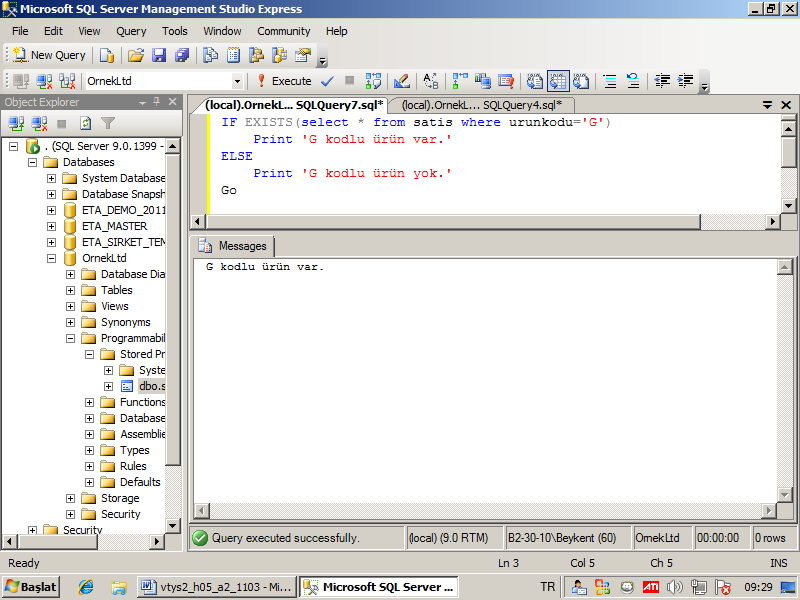 Microsoft SQL Server Management Studio Express
File Edit View Query Tools Window Community Help
New Query
OrnekLtd Execute
Object Explorer
(local).OrnekL... SQLQuery7.sql* (local).OrnekL... SQLQuery4.sql*
. (SQL Server 9.0.1399 -
Databases
System Database
Database Snapsh
ETA_DEMO_2011
ETA_MASTER
ETA_SIRKET_TEM
OrnekLtd
Database Dia
Tables
Views
Synonyms
Programmabil
Stored Pr
Syste
dbo.s
Functions
Database
Assemblie
Types
Rules
Defaults
Storage
Security
Security
IF EXISTS(select * from satis where urunkodu='G')
Print 'G kodlu ürün var.'
ELSE
Print 'G kodlu ürün yok.'
Go
Messages
G kodlu ürün var.
Query executed successfully. (local) (9.0 RTM) B2-30-10\Beykent (60) OrnekLtd 00:00:00 0 rows
Ready Ln 3 Col 5 Ch 5 INS
Başlat vtys2_h05_a2_1103 - Mi... Microsoft SQL Server ... TR ATI 09:29